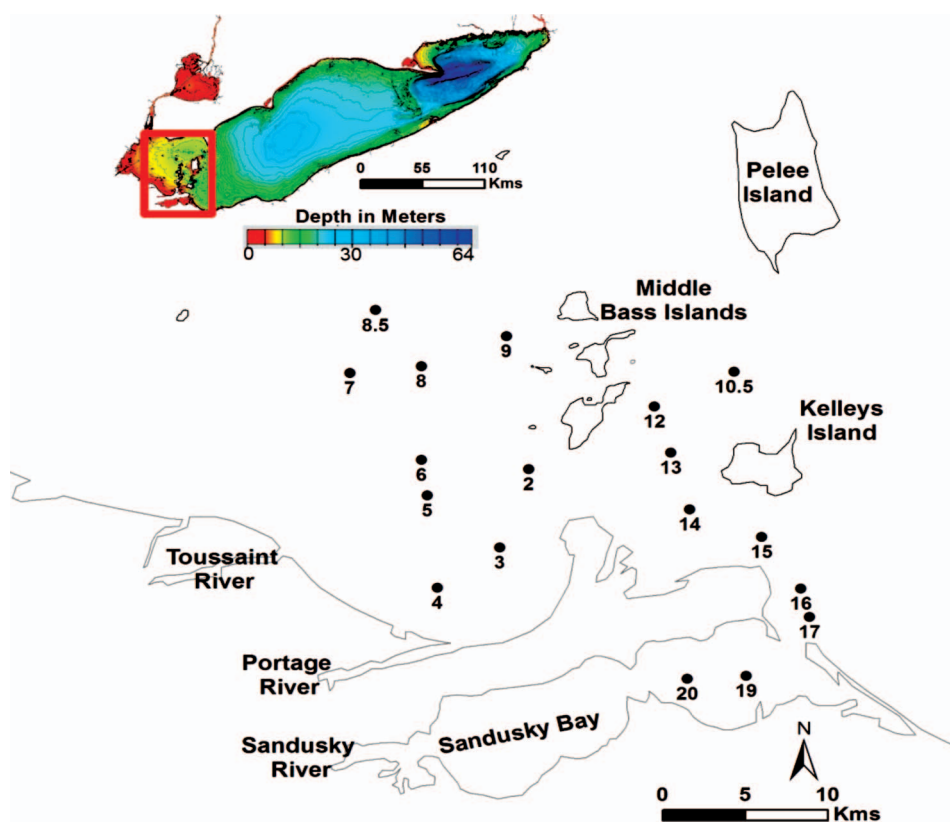 0 55 110
Kms
Depth in Meters
0 30 64
Pelee
Island
Middle
Bass Islands
8.5
9
7
8
10.5
12
Kelleys
Island
6
13
2
5
14
Toussaint
River
3
15
4
16
17
Portage
River
20
19
Sandusky Bay
Sandusky
River
N
0 5 10
Kms